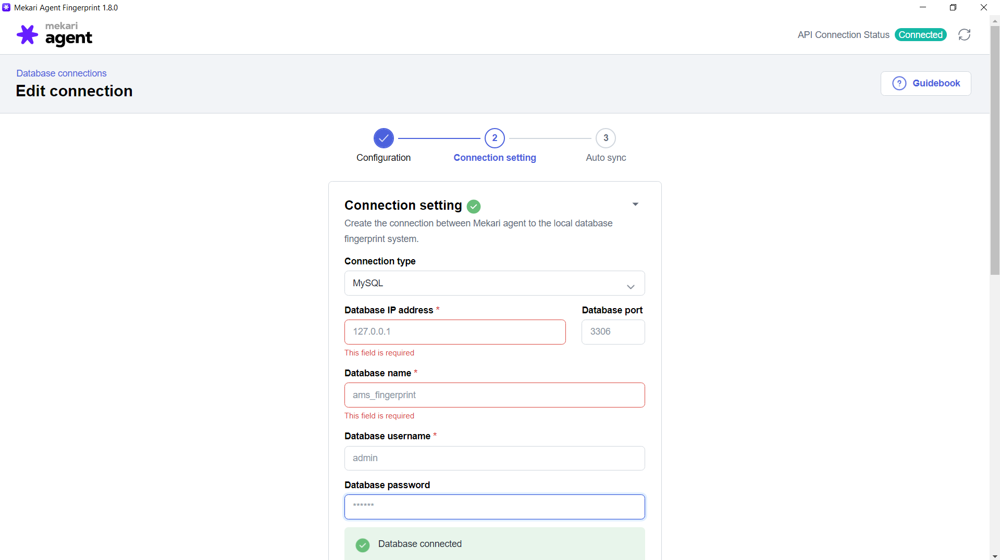 Mekari Agent Fingerprint 1.8.0
mekari
agent
API Connection Status
Connected
Database connections
Edit connection
? Guidebook
2
3
Configuration
Connection setting
Auto sync
Connection setting
Create the connection between Mekari agent to the local database
fingerprint system.
Connection type
MySQL
Database IP address *
Database port
127.0.0.1
3306
This field is required
Database name *
ams_fingerprint
This field is required
Database username *
admin
Database password
******
Database connected